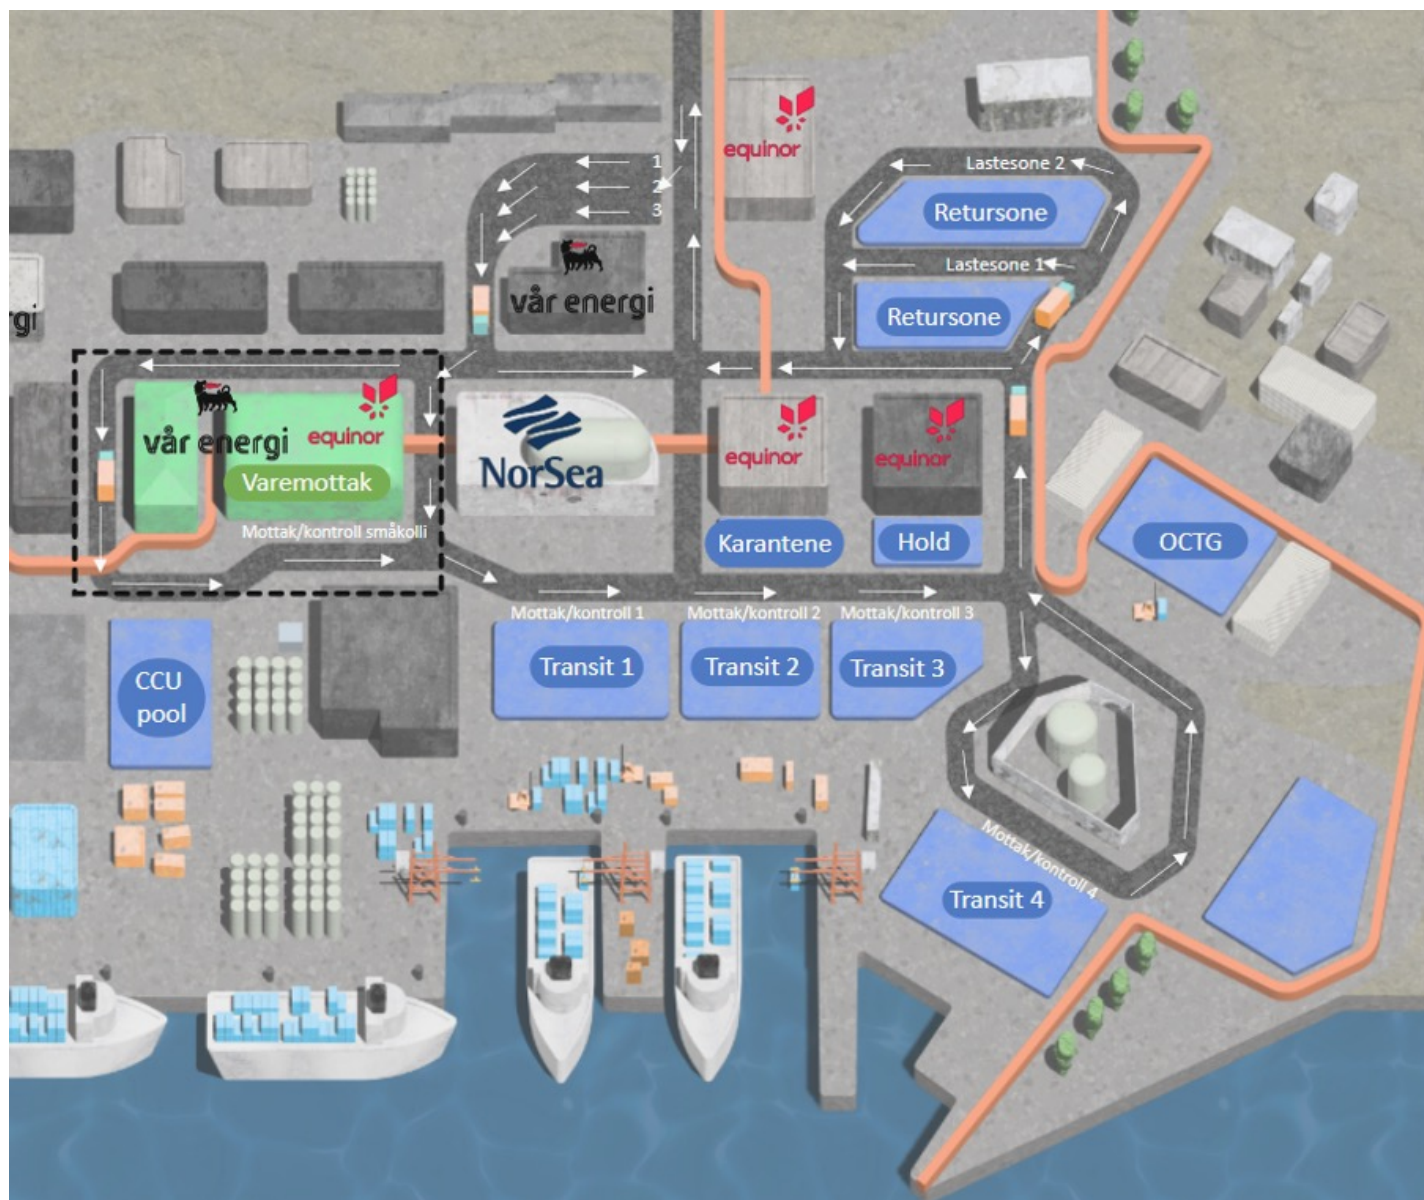 equinor
1
2
3
Lastesone 2
Retursone
Lastesone 1
Retursone
vår energi
rgi
vår energi
equinor
Varemottak
Mottak/kontroll småkolli
NorSea
equinor
equinor
Karantene
Hold
OCTG
Mottak/kontroll 1
Mottak/kontroll 2
Mottak/kontroll 3
Transit 1
Transit 2
Transit 3
CCU
pool
Mottak/kontroll 4
Transit 4